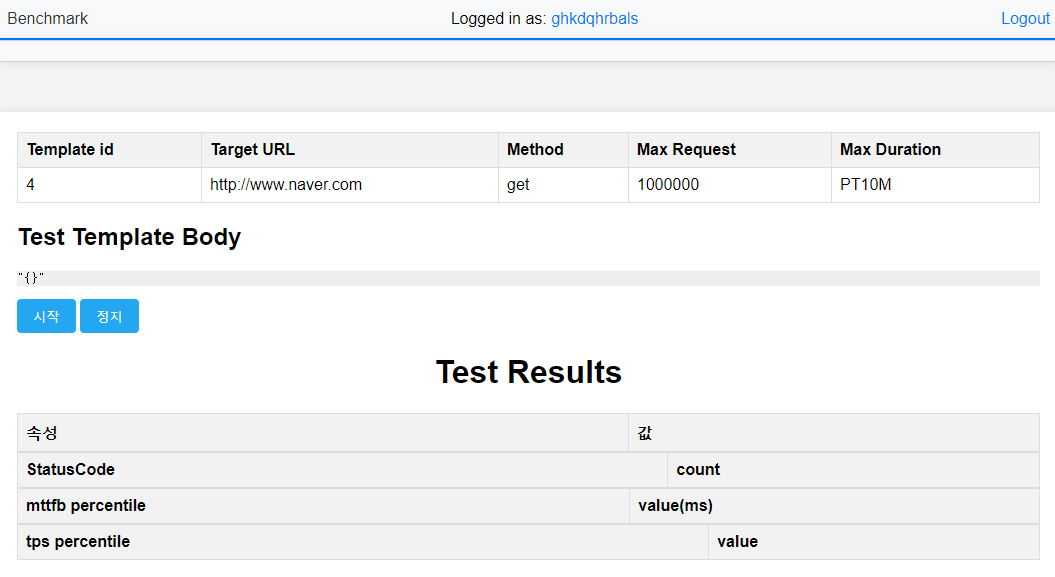 Benchmark Logged in as: ghkdqhrbals Logout
Template id Target URL Method Max Request Max Duration
4 http://www.naver.com get 1000000 PT10M
Test Template Body
"{}"
시작 정지
Test Results
속성 값
StatusCode count
mttfb percentile value(ms)
tps percentile value